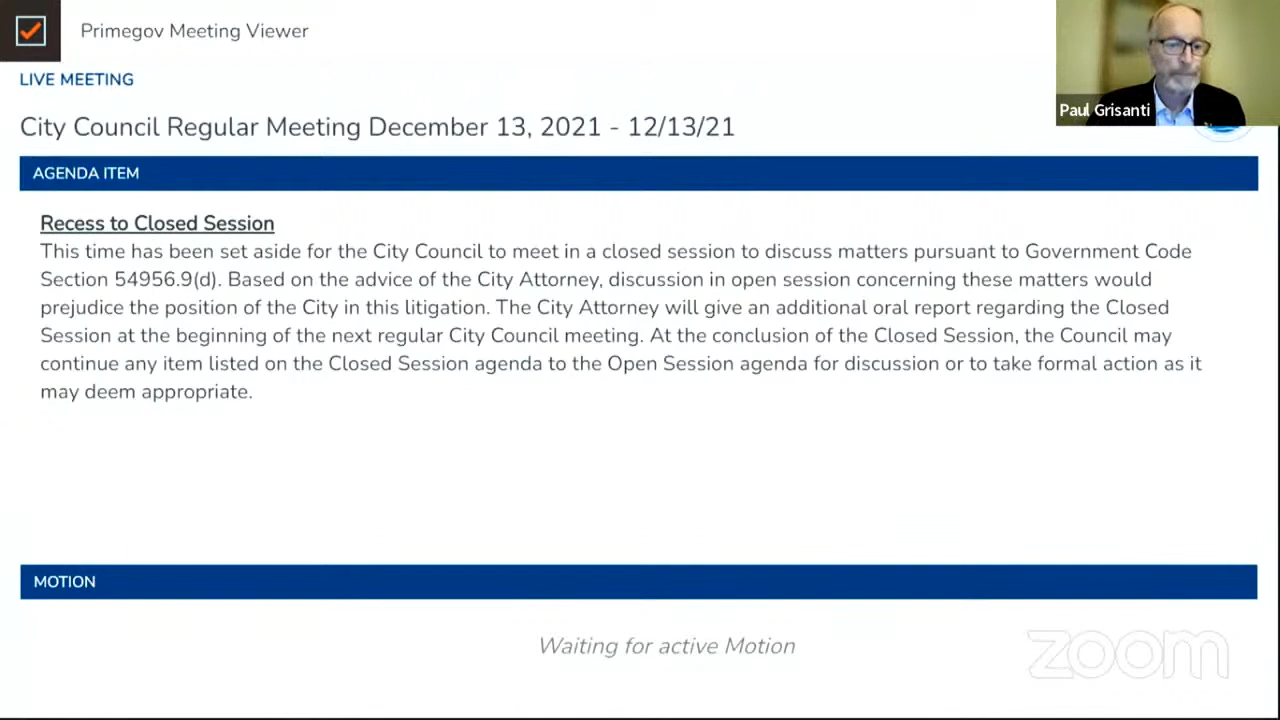 Primegov Meeting Viewer
Paul Grisanti
LIVE MEETING
City Council Regular Meeting December 13, 2021 - 12/13/21
AGENDA ITEM
Recess to Closed Session
This time has been set aside for the City Council to meet in a closed session to discuss matters pursuant to Government Code
Section 54956.9(d). Based on the advice of the City Attorney, discussion in open session concerning these matters would
prejudice the position of the City in this litigation. The City Attorney will give an additional oral report regarding the Closed
Session at the beginning of the next regular City Council meeting. At the conclusion of the Closed Session, the Council may
continue any item listed on the Closed Session agenda to the Open Session agenda for discussion or to take formal action as it
may deem appropriate.
MOTION
Waiting for active Motion
zoom